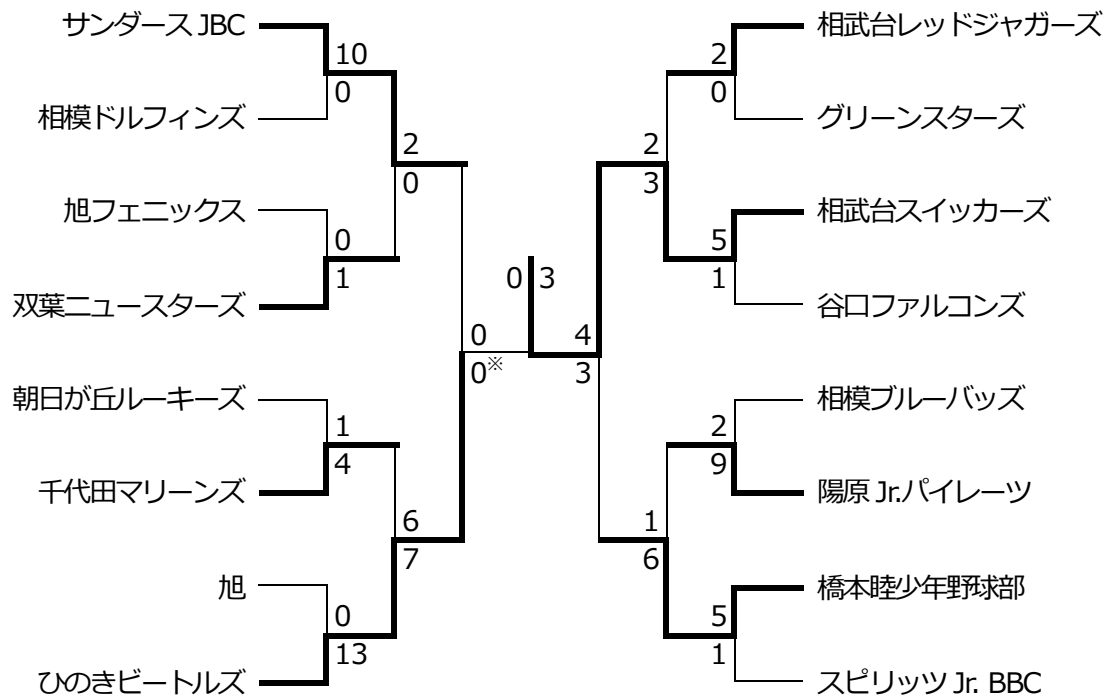 サンダース JBC
10
0
相模ドルフィンズ
2
0
旭フェニックス
0
1
双葉ニュースターズ
0
0※
朝日が丘ルーキーズ
1
4
千代田マリーンズ
6
7
旭
0
13
ひのきビートルズ
0 3
相武台レッドジャガーズ
2
0
グリーンスターズ
2
3
相武台スイッカーズ
5
1
谷口ファルコンズ
4
3
相模ブルーバッズ
2
9
陽原 Jr.パイレーツ
1
6
橋本睦少年野球部
5
1
スピリッツ Jr. BBC